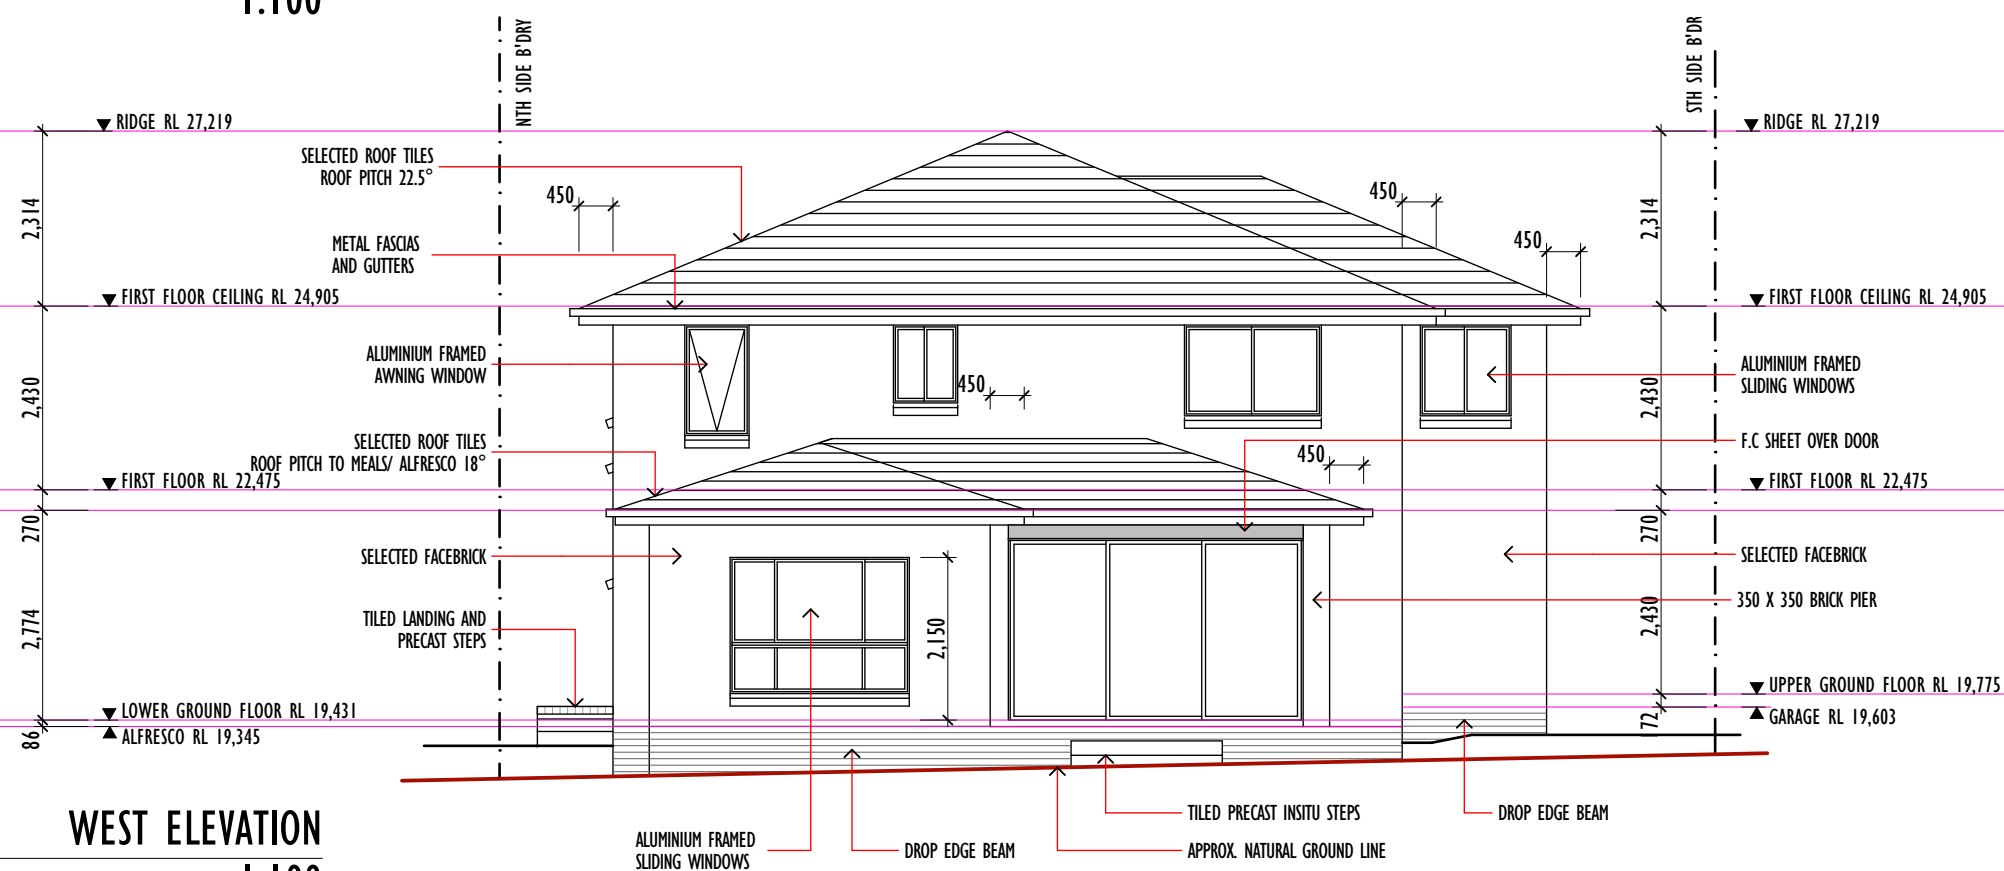 1:100
NTH SIDE B'DRY
STH SIDE B'DR
RIDGE RL 27,219
RIDGE RL 27,219
SELECTED ROOF TILES
ROOF PITCH 22.5°
450
450
450
2,314
2,314
METAL FASCIAS
AND GUTTERS
FIRST FLOOR CEILING RL 24,905
FIRST FLOOR CEILING RL 24,905
ALUMINIUM FRAMED
AWNING WINDOW
ALUMINIUM FRAMED
SLIDING WINDOWS
450
2,430
2,430
SELECTED ROOF TILES
ROOF PITCH TO MEALS/ ALFRESCO 18°
F.C SHEET OVER DOOR
450
FIRST FLOOR RL 22,475
FIRST FLOOR RL 22,475
270
270
SELECTED FACEBRICK
SELECTED FACEBRICK
350 X 350 BRICK PIER
TILED LANDING AND
PRECAST STEPS
2,774
2,150
2,430
UPPER GROUND FLOOR RL 19,775
LOWER GROUND FLOOR RL 19,431
GARAGE RL 19,603
172
86
ALFRESCO RL 19,345
WEST ELEVATION
1:100
ALUMINIUM FRAMED
SLIDING WINDOWS
DROP EDGE BEAM
TILED PRECAST INSITU STEPS
APPROX. NATURAL GROUND LINE
DROP EDGE BEAM